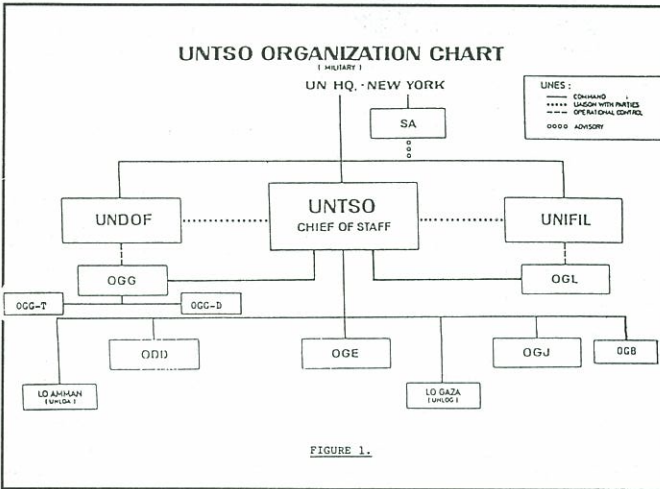 UNTSO ORGANIZATION CHART
( MILITARY )
UN HQ. - NEW YORK
LINES :
COMMAND
LIAISON WITH PARTIES
OPERATIONAL CONTROL
ADVISORY
SA
UNDOF
UNTSO
CHIEF OF STAFF
UNIFIL
OGG
OGL
OGG-T
OGG-D
ODD
OGE
OGJ
OGB
LO AMMAN
( UNLOA )
LO GAZA
( UNLOG )
FIGURE 1.